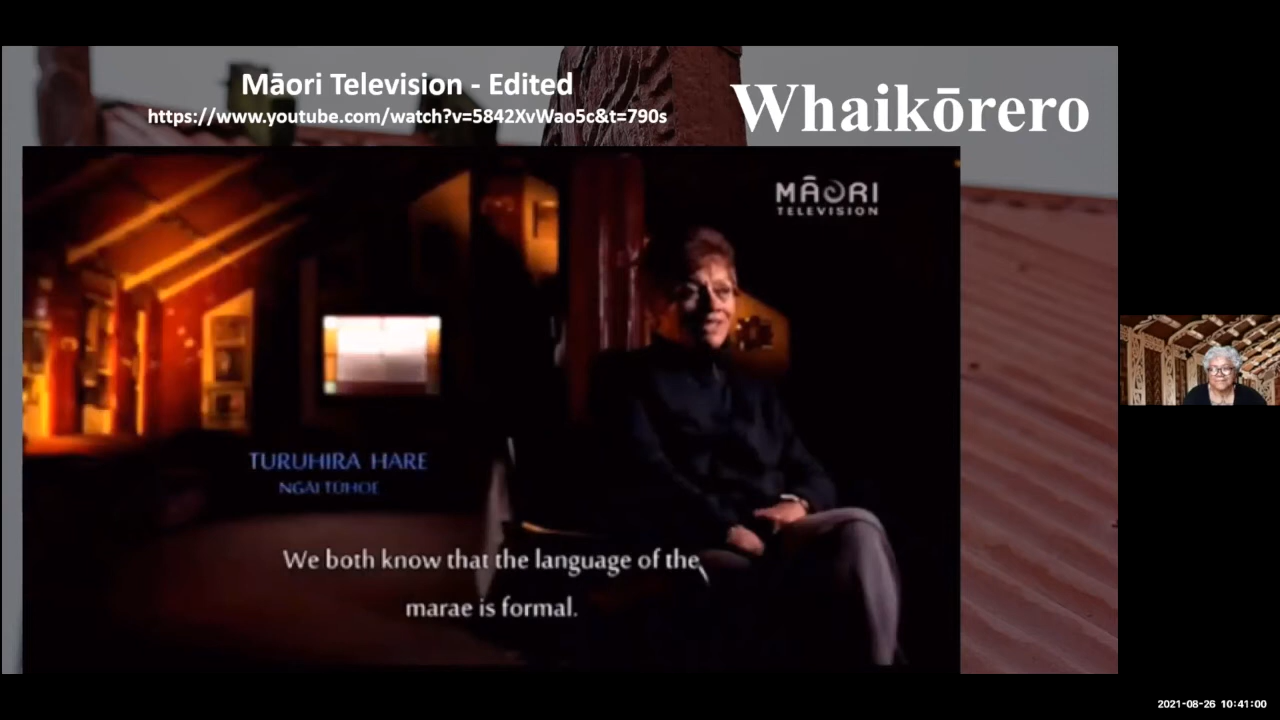 Māori Television - Edited
https://www.youtube.com/watch?v=5842XvWao5c&t=790s
Whaikōrero
MĀORI
TELEVISION
TURUHIRA HARE
NGĀI TŪHOE
We both know that the language of the
marae is formal.
2021-08-26 10:41:00